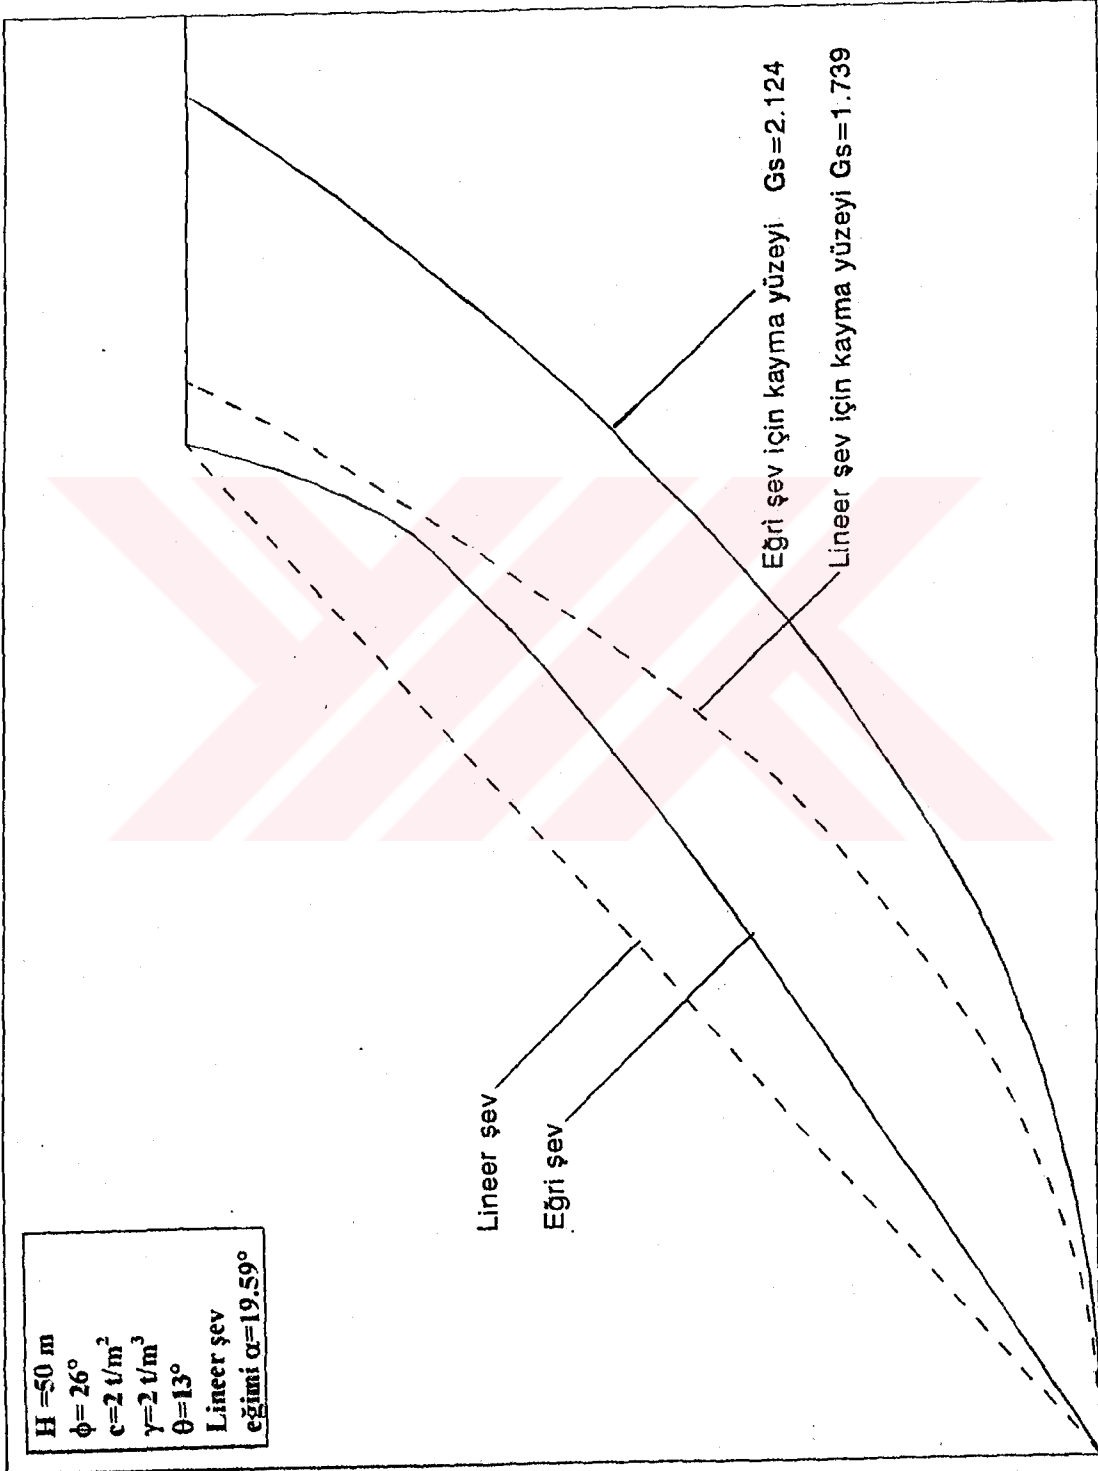 H =50 m
ϕ= 26°
c=2 t/m²
γ=2 t/m³
θ=13°
Lineer şev
eğimi α=19.59°
Lineer şev
Eğri şev
Eğri şev için kayma yüzeyi Gs=2.124
Lineer şev için kayma yüzeyi Gs=1.739